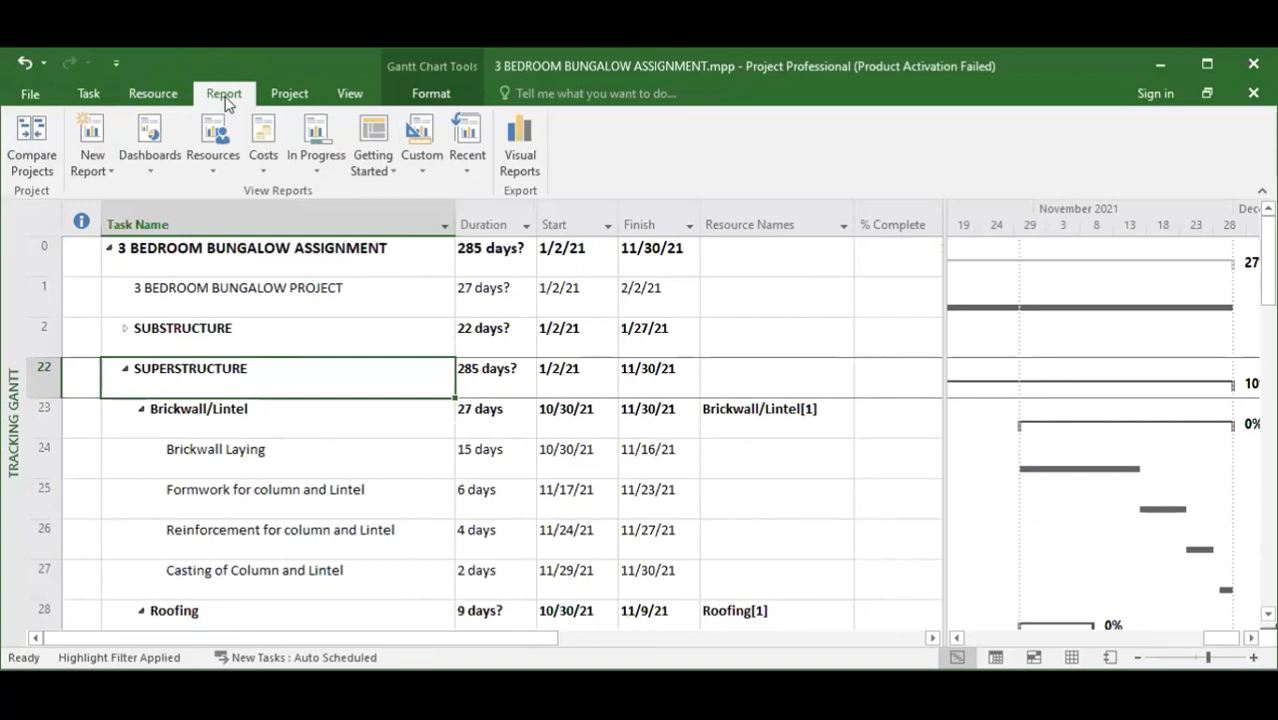 Gantt Chart Tools
3 BEDROOM BUNGALOW ASSIGNMENT.mpp - Project Professional (Product Activation Failed)
File Task Resource Report Project View Format Tell me what you want to do... Sign in
Compare Projects
New Report
Dashboards
Resources
Costs
In Progress
Getting Started
Custom
Recent
Visual Reports
Project View Reports Export
Task Name Duration Start Finish Resource Names % Complete
November 2021 Dec
19 24 29 3 8 13 18 23 28
0 3 BEDROOM BUNGALOW ASSIGNMENT 285 days? 1/2/21 11/30/21 27
1 3 BEDROOM BUNGALOW PROJECT 27 days? 1/2/21 2/2/21
2 SUBSTRUCTURE 22 days? 1/2/21 1/27/21
22 SUPERSTRUCTURE 285 days? 1/2/21 11/30/21 10
23 Brickwall/Lintel 27 days 10/30/21 11/30/21 Brickwall/Lintel[1] 0%
24 Brickwall Laying 15 days 10/30/21 11/16/21
25 Formwork for column and Lintel 6 days 11/17/21 11/23/21
26 Reinforcement for column and Lintel 4 days 11/24/21 11/27/21
27 Casting of Column and Lintel 2 days 11/29/21 11/30/21
28 Roofing 9 days? 10/30/21 11/9/21 Roofing[1] 0%
TRACKING GANTT
Ready Highlight Filter Applied New Tasks : Auto Scheduled